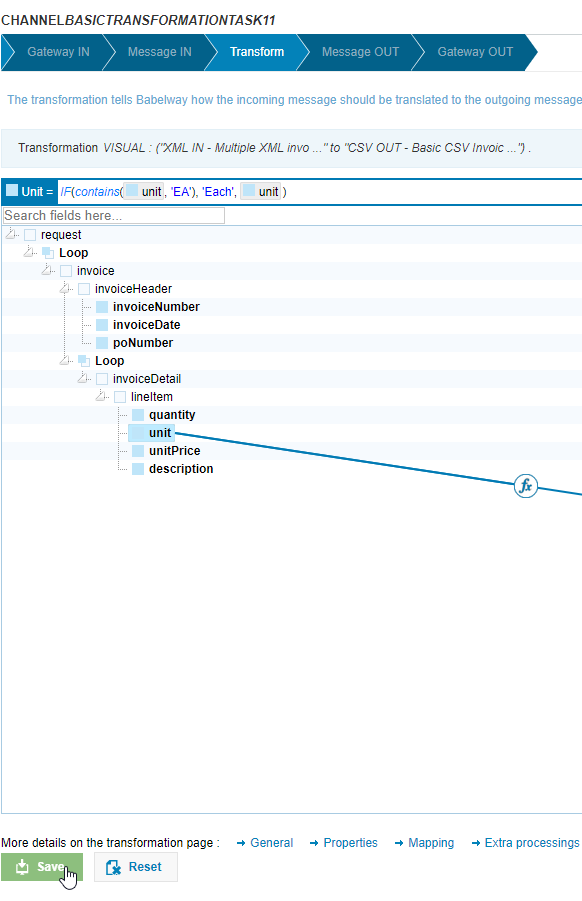 CHANNELBASICTRANSFORMATIONTASK11
Gateway IN Message IN Transform Message OUT Gateway OUT
The transformation tells Babelway how the incoming message should be translated to the outgoing message
Transformation VISUAL : ("XML IN - Multiple XML invo ..." to "CSV OUT - Basic CSV Invoic ...") .
Unit = IF(contains( unit, 'EA'), 'Each', unit )
Search fields here...
request
Loop
invoice
invoiceHeader
invoiceNumber
invoiceDate
poNumber
Loop
invoiceDetail
lineItem
quantity
unit
unitPrice
description
fx
More details on the transformation page : General Properties Mapping Extra processings
Save Reset